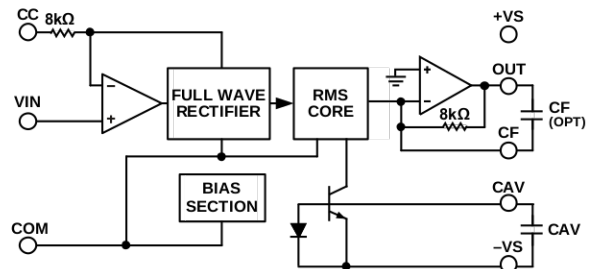 CC 8kΩ
+VS
−
+
FULL WAVE
RECTIFIER
RMS
CORE
+
−
OUT
VIN
8kΩ
CF
(OPT)
CF
BIAS
SECTION
CAV
CAV
COM
–VS